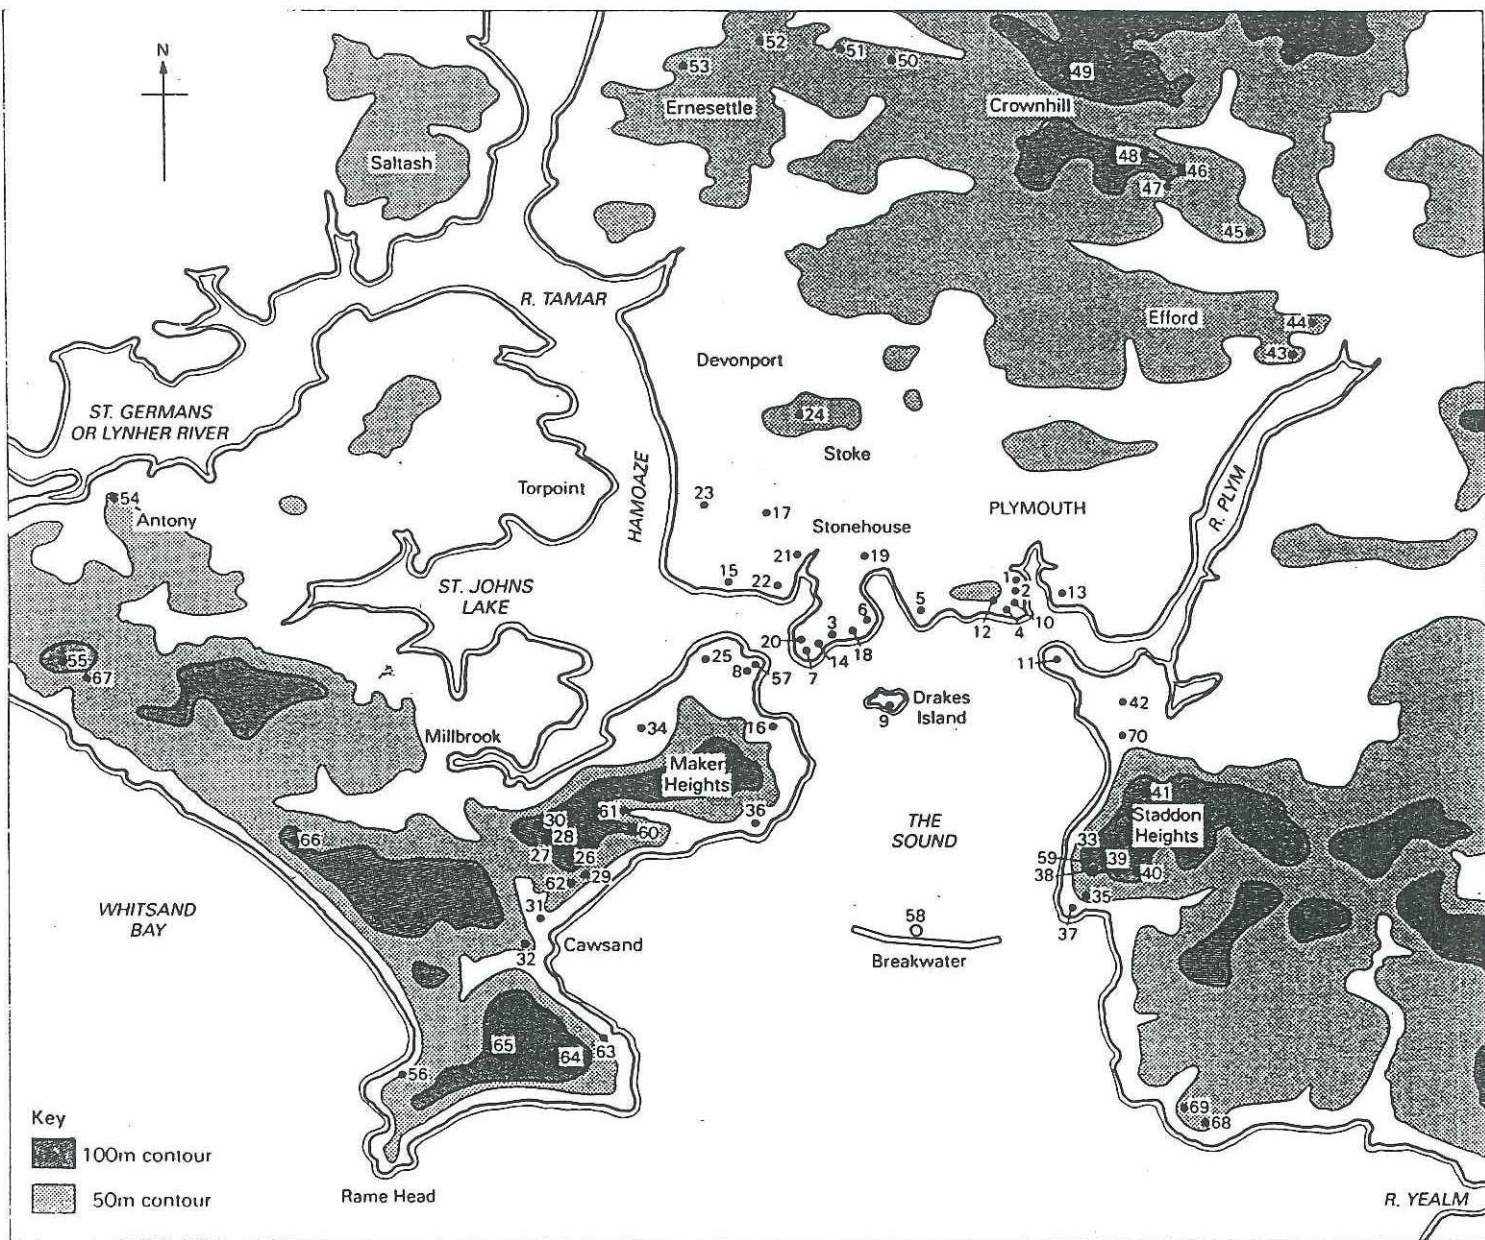 N
52
51
50
53
49
Ernesettle
Crownhill
Saltash
48
46
47
45
R. TAMAR
Efford
44
43
Devonport
ST. GERMANS
OR LYNHER RIVER
24
Stoke
HAMOAZE
R. PLYM
Torpoint
54
Antony
23
17
Stonehouse
PLYMOUTH
21
19
15
22
ST. JOHNS
LAKE
1
2
13
5
6
3
12
4
10
20
18
14
7
11
55
67
25
8
57
Drakes
Island
9
42
34
16
Millbrook
70
Maker
Heights
41
Staddon
Heights
61
30
28
60
36
THE
SOUND
66
27
26
33
59
39
38
40
62
29
35
WHITSAND
BAY
31
58
37
32
Cawsand
Breakwater
65
64
63
56
69
68
Key
100m contour
50m contour
Rame Head
R. YEALM